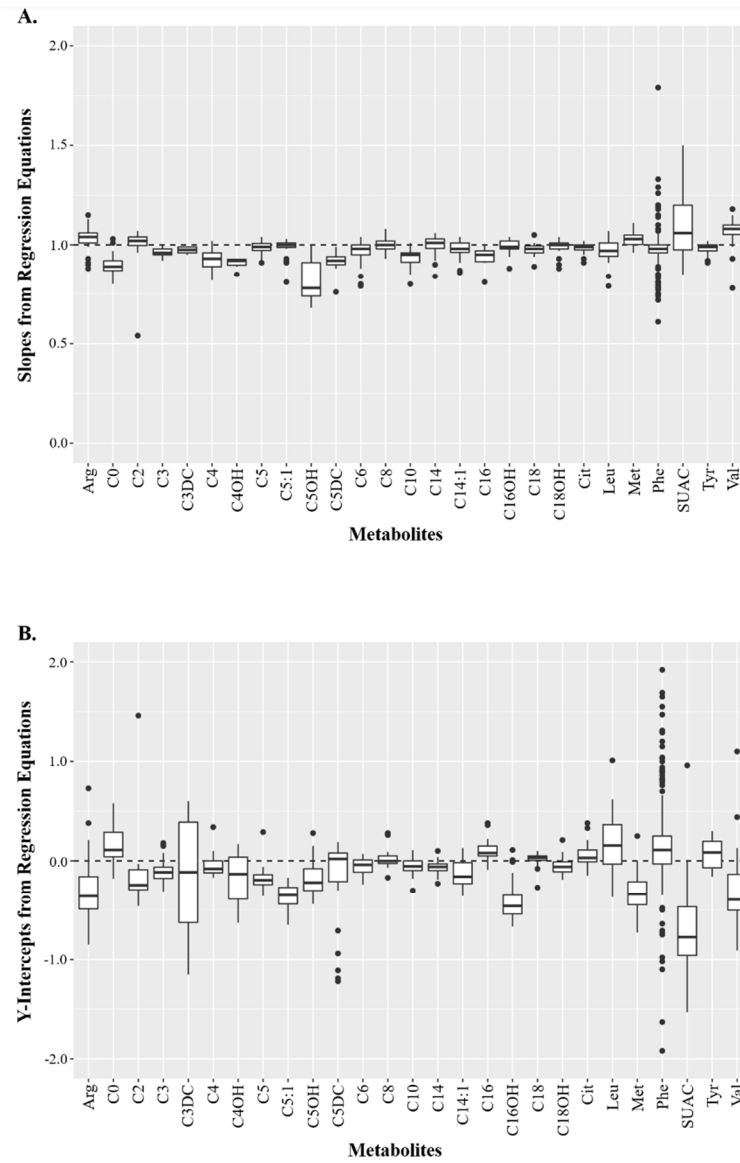 A.
Slopes from Regression Equations
2.0
1.5
1.0
0.5
0.0
Arg C0 C2 C3 C3DC C4 C4OH C5 C5:1 C5OH C5DC C6 C8 C10 C14 C14:1 C16 C16OH C18 C18OH Cit Leu Met Phe SUAC Tyr Val
Metabolites
B.
Y-Intercepts from Regression Equations
2.0
1.0
0.0
-1.0
-2.0
Arg C0 C2 C3 C3DC C4 C4OH C5 C5:1 C5OH C5DC C6 C8 C10 C14 C14:1 C16 C16OH C18 C18OH Cit Leu Met Phe SUAC Tyr Val
Metabolites